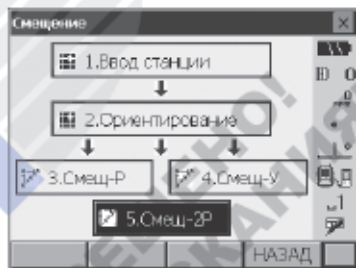 Смещение
1.Ввод станции
2.Ориентирование
3.Смещ-Р
4.Смещ-У
5.Смещ-2Р
НАЗАД